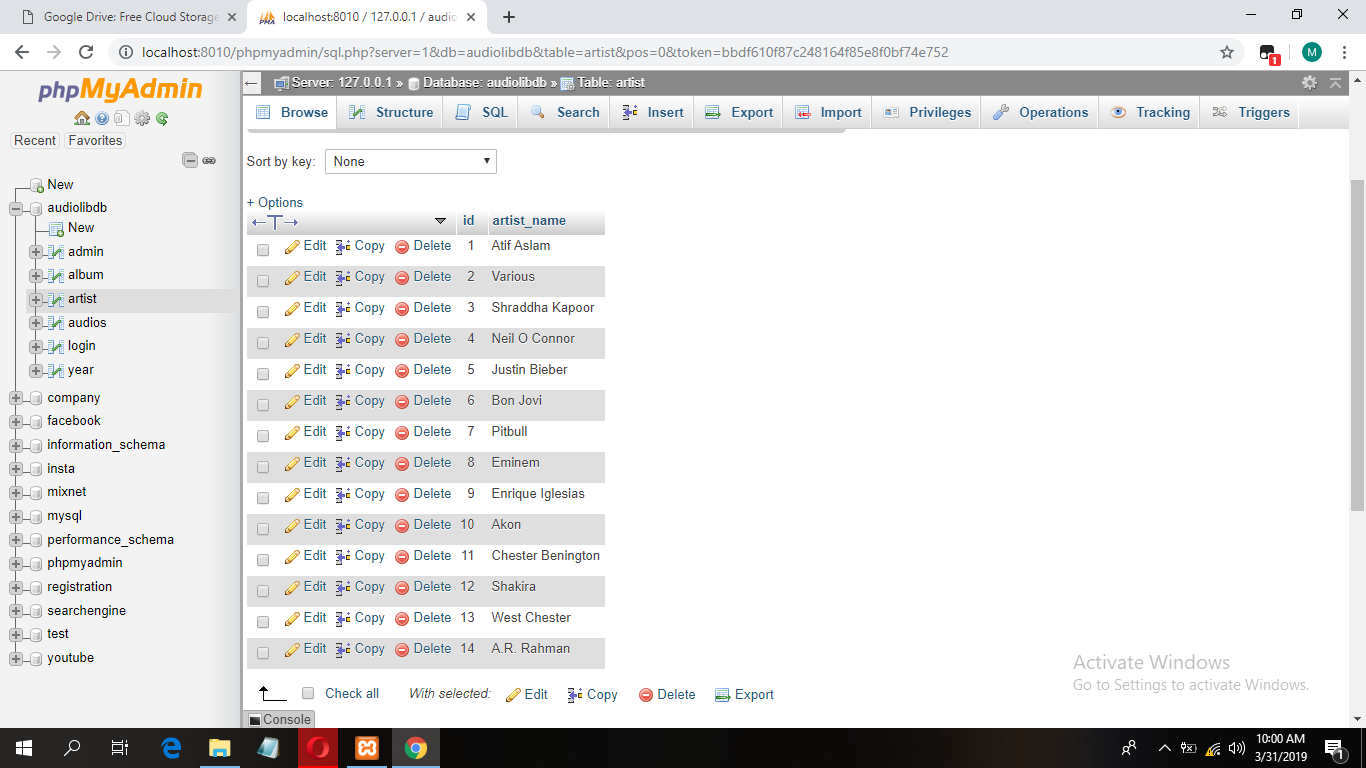 Google Drive: Free Cloud Storage
localhost:8010 / 127.0.0.1 / audio
localhost:8010/phpmyadmin/sql.php?server=1&db=audiolibdb&table=artist&pos=0&token=bbdf610f87c248164f85e8f0bf74e752
M
1
phpMyAdmin
Recent Favorites
New
audiolibdb
New
admin
album
artist
audios
login
year
company
facebook
information_schema
insta
mixnet
mysql
performance_schema
phpmyadmin
registration
searchengine
test
youtube
Server: 127.0.0.1 » Database: audiolibdb » Table: artist
Browse Structure SQL Search Insert Export Import Privileges Operations Tracking Triggers
Sort by key: None
+ Options
←T→ id artist_name
Edit Copy Delete 1 Atif Aslam
Edit Copy Delete 2 Various
Edit Copy Delete 3 Shraddha Kapoor
Edit Copy Delete 4 Neil O Connor
Edit Copy Delete 5 Justin Bieber
Edit Copy Delete 6 Bon Jovi
Edit Copy Delete 7 Pitbull
Edit Copy Delete 8 Eminem
Edit Copy Delete 9 Enrique Iglesias
Edit Copy Delete 10 Akon
Edit Copy Delete 11 Chester Benington
Edit Copy Delete 12 Shakira
Edit Copy Delete 13 West Chester
Edit Copy Delete 14 A.R. Rahman
Check all With selected: Edit Copy Delete Export
Console
Activate Windows
Go to Settings to activate Windows.
10:00 AM
3/31/2019
1